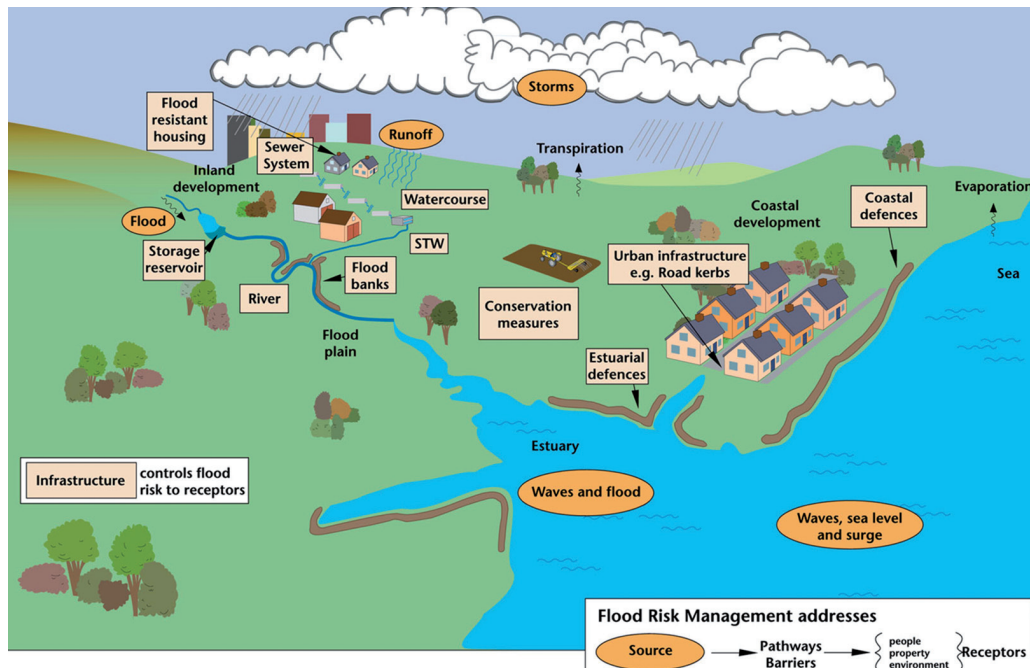 Storms
Flood
resistant
housing
Sewer
System
Runoff
Transpiration
Inland
development
Watercourse
Coastal
development
Coastal
defences
Evaporation
Flood
Storage
reservoir
STW
Urban infrastructure
e.g. Road kerbs
Sea
River
Flood
banks
Conservation
measures
Flood
plain
Estuarial
defences
Estuary
Infrastructure
controls flood
risk to receptors
Waves and flood
Waves, sea level
and surge
Flood Risk Management addresses
Source
Pathways
Barriers
people
property
environment
Receptors